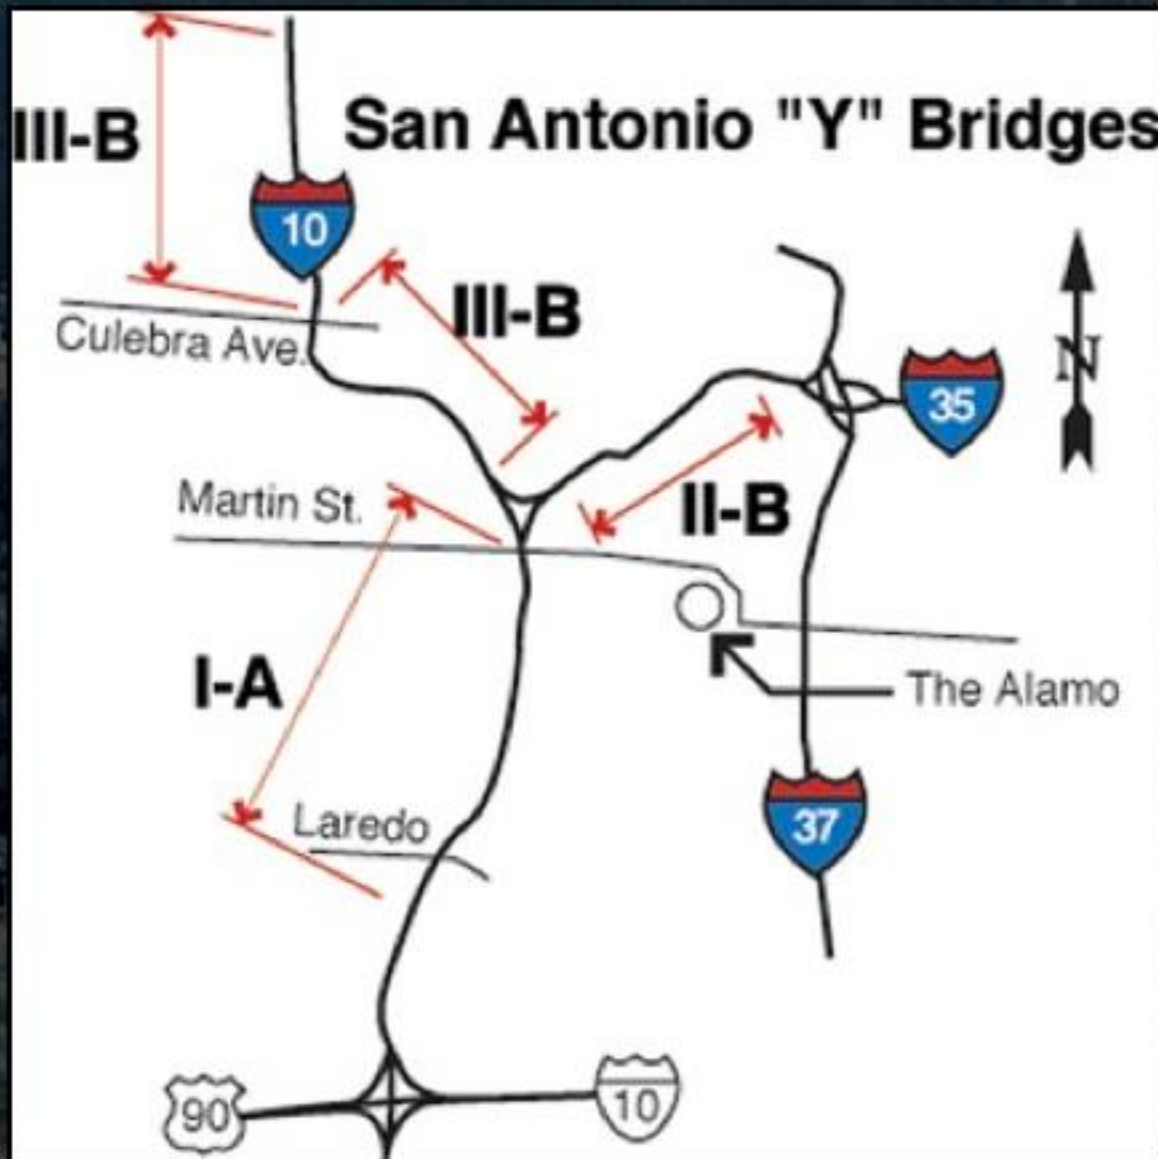 III-B
San Antonio "Y" Bridges
10
III-B
Culebra Ave.
N
35
Martin St.
II-B
I-A
The Alamo
Laredo
37
90
10